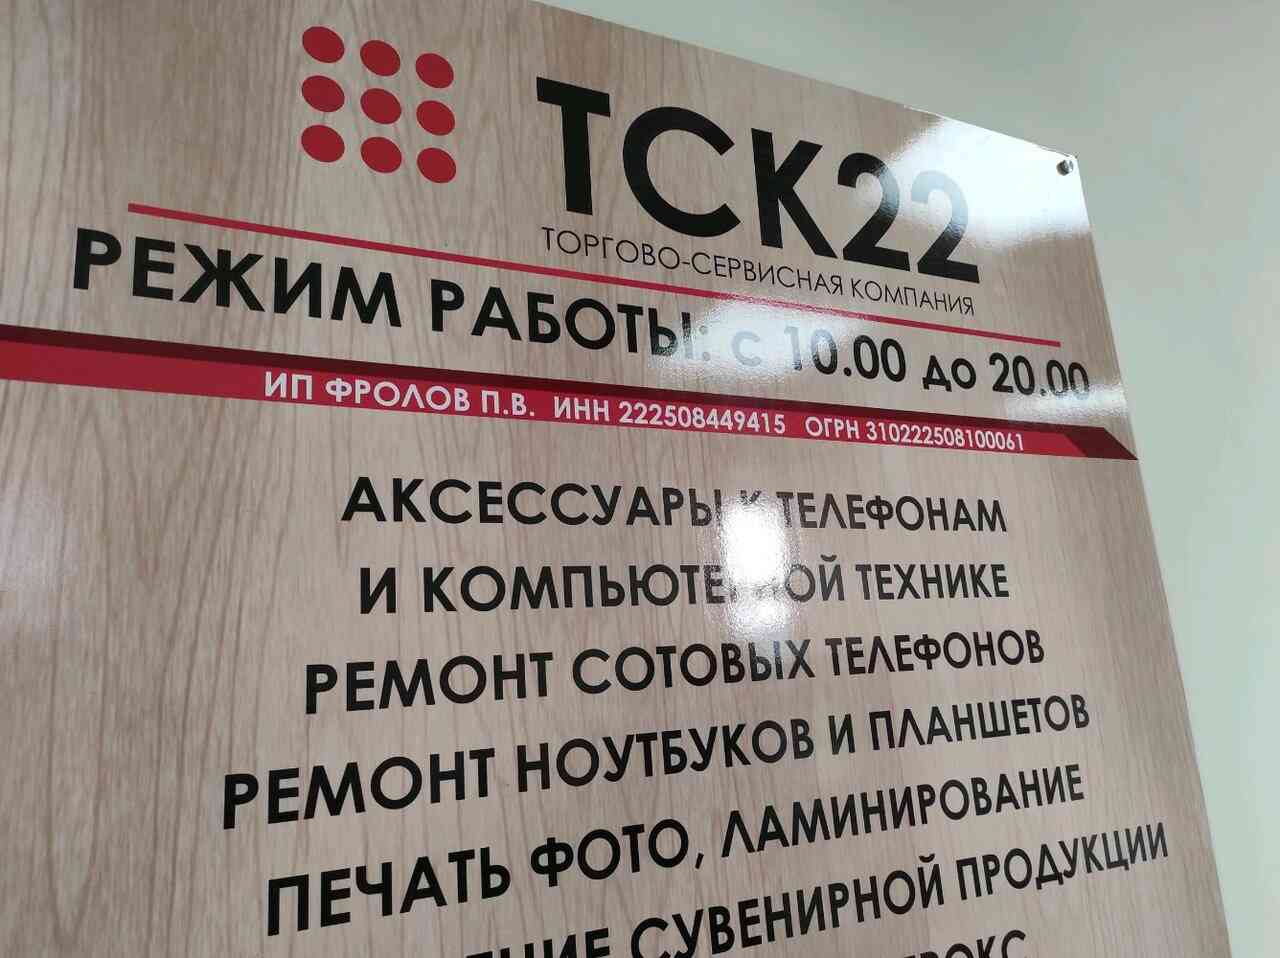 ТСК22
ТОРГОВО-СЕРВИСНАЯ КОМПАНИЯ
РЕЖИМ РАБОТЫ: с 10.00 до 20.00
ИП ФРОЛОВ П.В. ИНН 222508449415 ОГРН 310222508100061
АКСЕССУАРЫ К ТЕЛЕФОНАМ
И КОМПЬЮТЕРНОЙ ТЕХНИКЕ
РЕМОНТ СОТОВЫХ ТЕЛЕФОНОВ
РЕМОНТ НОУТБУКОВ И ПЛАНШЕТОВ
ПЕЧАТЬ ФОТО, ЛАМИНИРОВАНИЕ
СУВЕНИРНОЙ ПРОДУКЦИИ